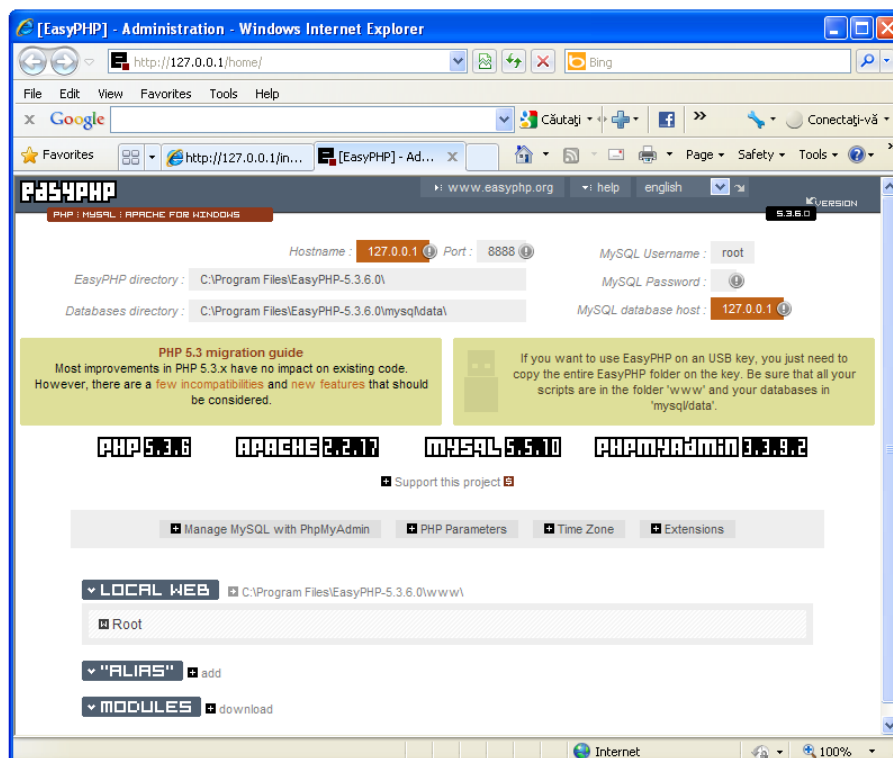 [EasyPHP] - Administration - Windows Internet Explorer
http://127.0.0.1/home/ Bing
File Edit View Favorites Tools Help
x Google Căutaţi Conectaţi-vă
Favorites http://127.0.0.1/in... [EasyPHP] - Ad... x Page Safety Tools
EASYPHP www.easyphp.org help english
PHP : MYSQL : APACHE FOR WINDOWS VERSION
5.3.6.0
Hostname : 127.0.0.1 Port : 8888 MySQL Username : root
EasyPHP directory : C:\Program Files\EasyPHP-5.3.6.0\ MySQL Password :
Databases directory : C:\Program Files\EasyPHP-5.3.6.0\mysql\data\ MySQL database host : 127.0.0.1
PHP 5.3 migration guide
Most improvements in PHP 5.3.x have no impact on existing code.
However, there are a few incompatibilities and new features that should
be considered.
If you want to use EasyPHP on an USB key, you just need to
copy the entire EasyPHP folder on the key. Be sure that all your
scripts are in the folder 'www' and your databases in
'mysql/data'.
PHP 5.3.6 APACHE 2.2.17 MYSQL 5.5.10 PHPMYADMIN 3.3.9.2
Support this project $
Manage MySQL with PhpMyAdmin PHP Parameters Time Zone Extensions
LOCAL WEB C:\Program Files\EasyPHP-5.3.6.0\www\
Root
"ALIAS" add
MODULES download
Internet 100%